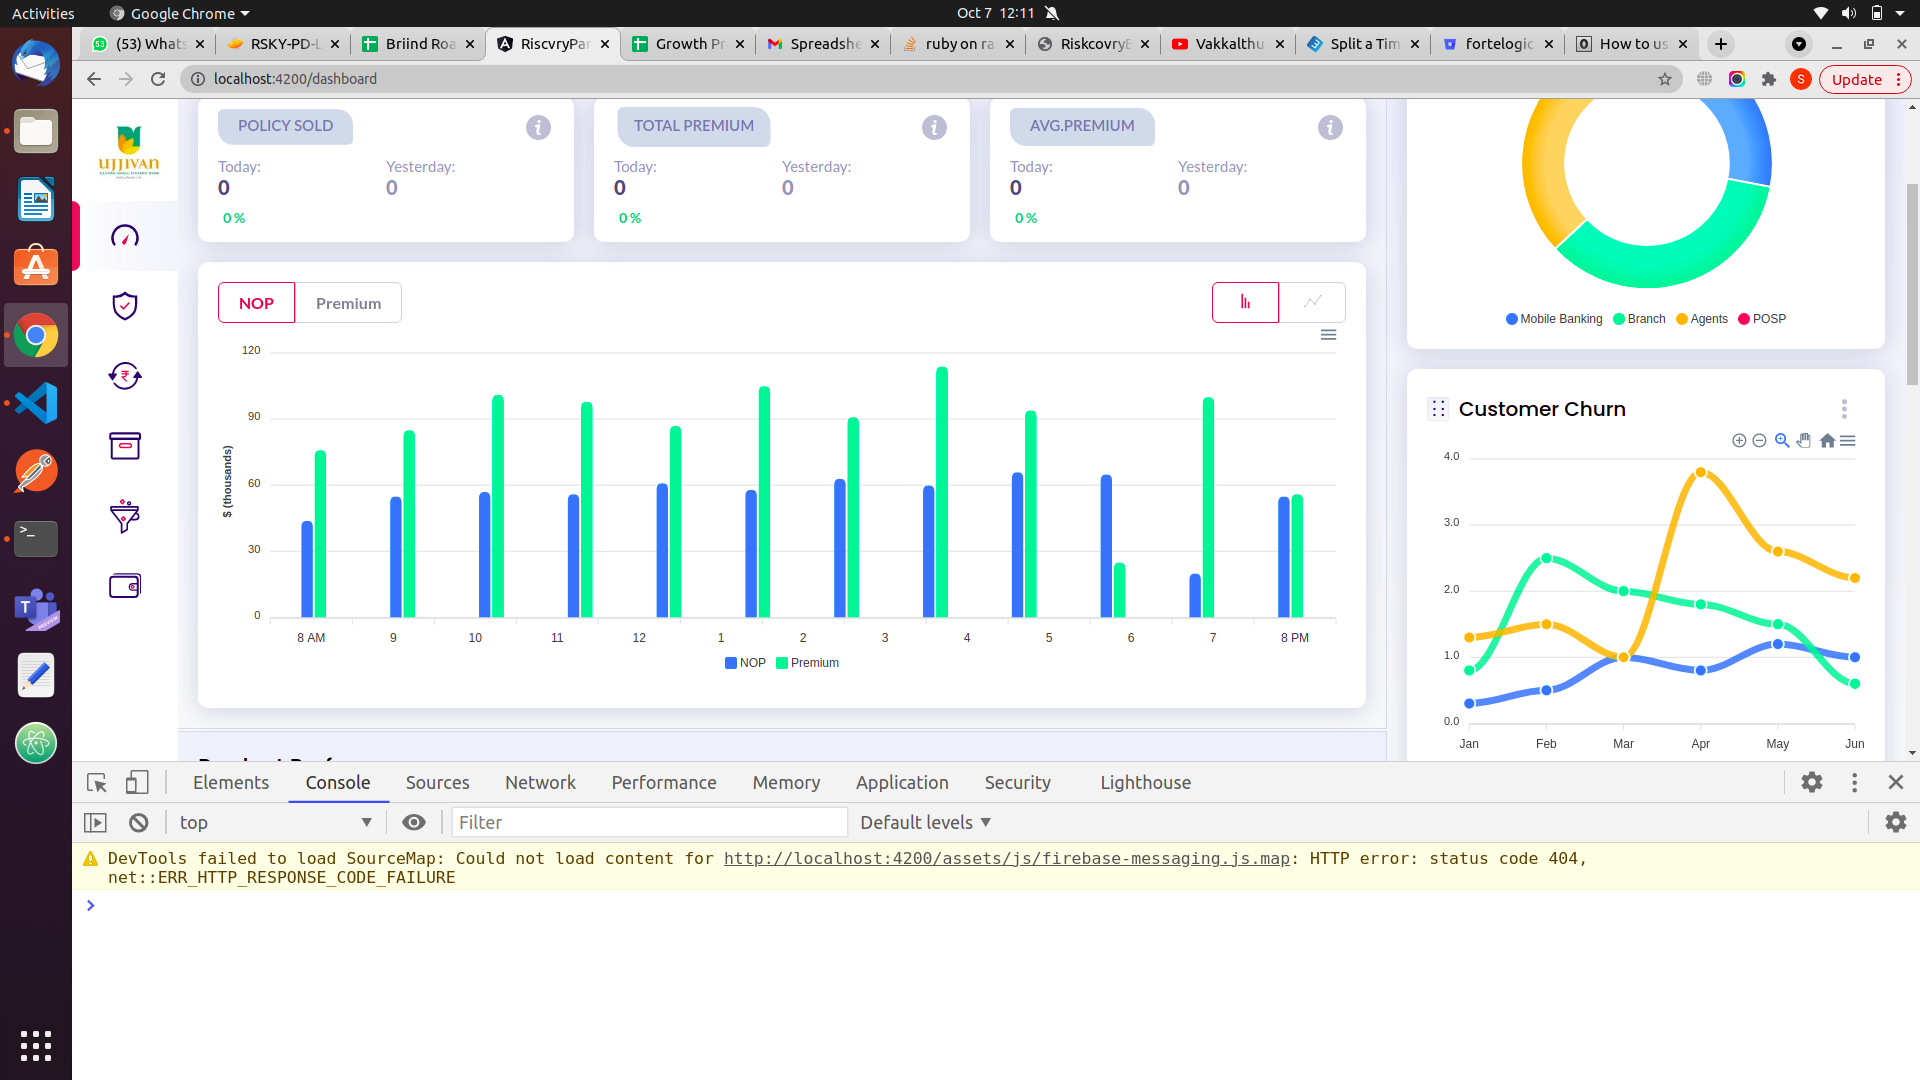 Activities
Google Chrome
Oct 7 12:11
(53) Whats
RSKY-PD-L
Briind Roa
RiscvryPar
Growth Pr
Spreadshe
ruby on ra
RiskcovryB
Vakkalthu
Split a Tim
fortelogic
How to us
localhost:4200/dashboard
S
Update
UJJIVAN
POLICY SOLD
Today:
Yesterday:
0
0
0 %
TOTAL PREMIUM
Today:
Yesterday:
0
0
0 %
AVG.PREMIUM
Today:
Yesterday:
0
0
0 %
Mobile Banking
Branch
Agents
POSP
NOP
Premium
120
90
60
30
0
$ (thousands)
8 AM
9
10
11
12
1
2
3
4
5
6
7
8 PM
NOP
Premium
Customer Churn
4.0
3.0
2.0
1.0
0.0
Jan
Feb
Mar
Apr
May
Jun
Elements
Console
Sources
Network
Performance
Memory
Application
Security
Lighthouse
top
Filter
Default levels
DevTools failed to load SourceMap: Could not load content for http://localhost:4200/assets/js/firebase-messaging.js.map: HTTP error: status code 404,
net::ERR_HTTP_RESPONSE_CODE_FAILURE